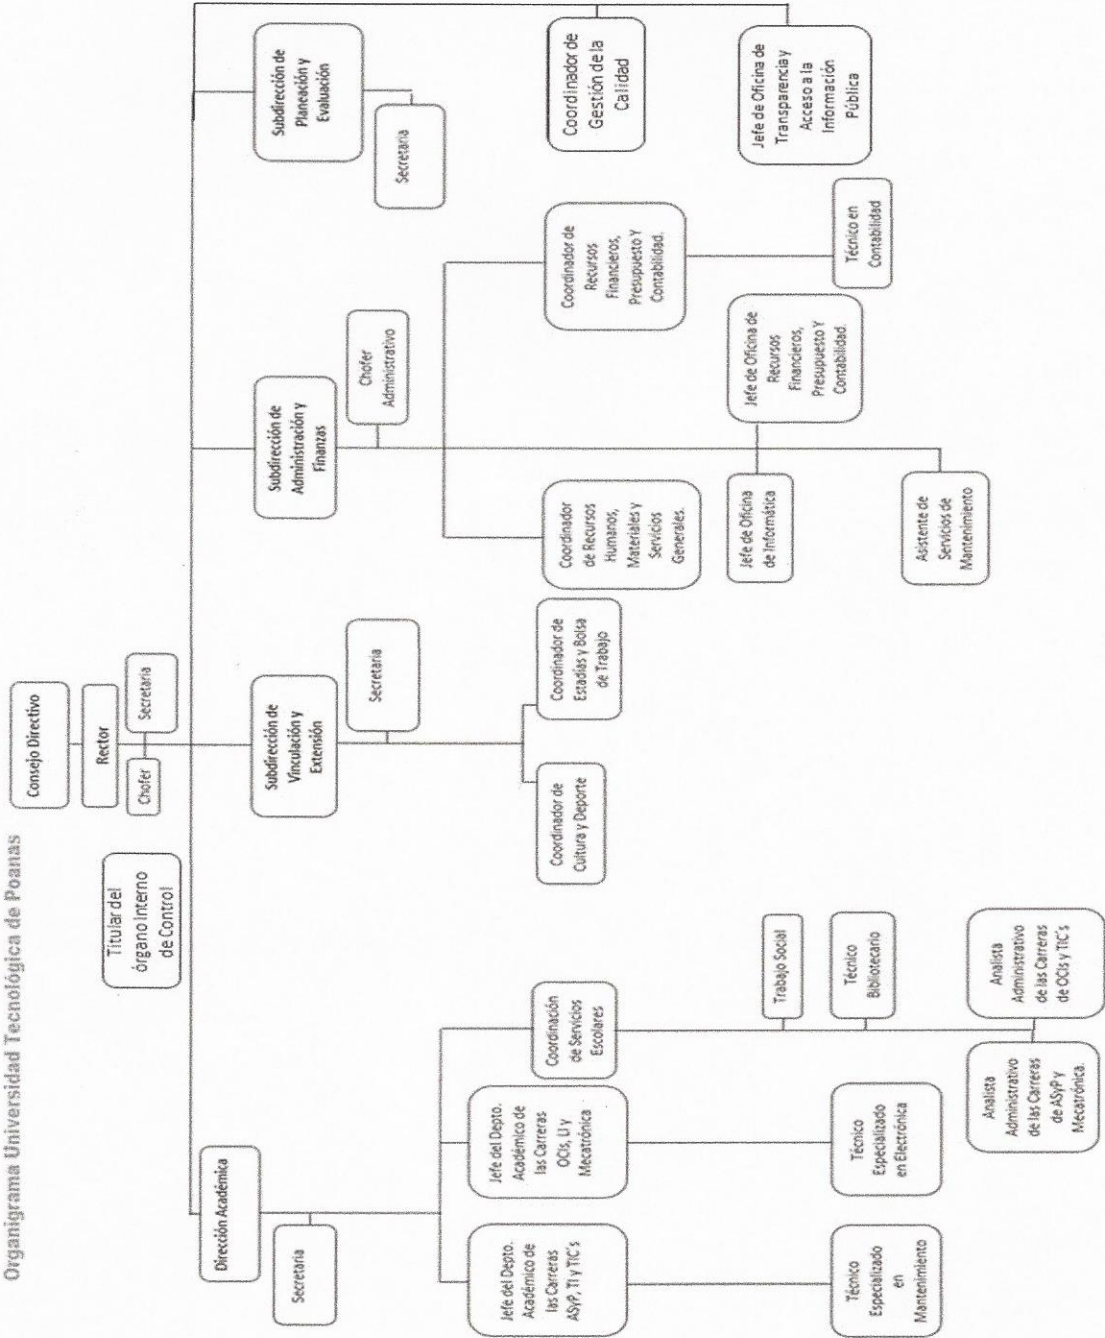 Organigrama Universidad Tecnológica de Poanas
Consejo Directivo
Rector
Chofer
Secretaria
Titular del
órgano Interno
de Control
Dirección Académica
Secretaria
Jefe del Depto.
Académico de
las Carreras
ASyP, TI y TIC's
Técnico
Especializado
en
Mantenimiento
Jefe del Depto.
Académico de
las Carreras
OCIs, LI y
Mecatrónica
Técnico
Especializado
en Electrónica
Coordinación
de Servicios
Escolares
Trabajo Social
Técnico
Bibliotecario
Analista
Administrativo
de las Carreras
de ASyP y
Mecatrónica.
Analista
Administrativo
de las Carreras
de OCIs y TIC's
Subdirección de
Vinculación y
Extensión
Secretaria
Coordinador de
Cultura y Deporte
Coordinador de
Estadías y Bolsa
de Trabajo
Subdirección de
Administración y
Finanzas
Chofer
Administrativo
Coordinador
de Recursos
Humanos,
Materiales y
Servicios
Generales.
Coordinador de
Recursos
Financieros,
Presupuesto Y
Contabilidad.
Técnico en
Contabilidad
Jefe de Oficina
de Informática
Jefe de Oficina de
Recursos
Financieros,
Presupuesto Y
Contabilidad.
Asistente de
Servicios de
Mantenimiento
Subdirección de
Planeación y
Evaluación
Secretaria
Coordinador de
Gestión de la
Calidad
Jefe de Oficina de
Transparencia y
Acceso a la
Información
Pública